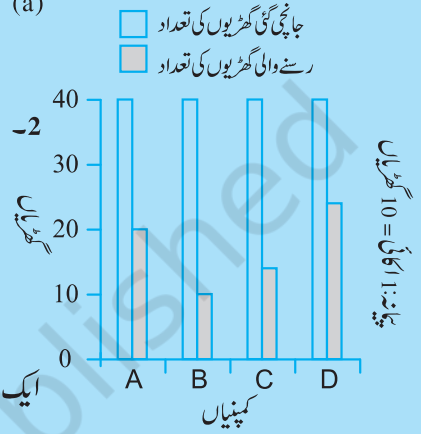 (a)
جانچی گئی گھڑیوں کی تعداد
رسنے والی گھڑیوں کی تعداد
2۔
40
30
20
10
0
گھڑیاں
پیمانہ: 1 اکائی = 10 گھڑیاں
A B C D
کمپنیاں
ایک
blished